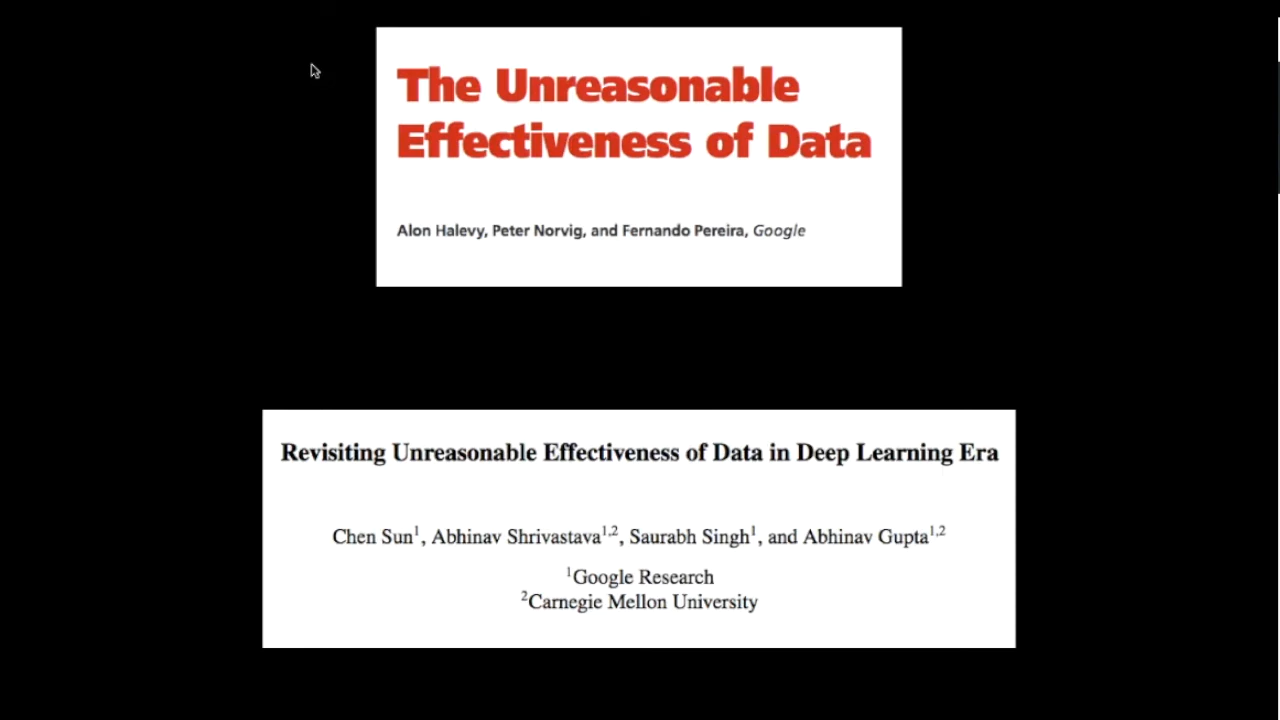 The Unreasonable
Effectiveness of Data
Alon Halevy, Peter Norvig, and Fernando Pereira, Google
Revisiting Unreasonable Effectiveness of Data in Deep Learning Era
Chen Sun¹, Abhinav Shrivastava¹,², Saurabh Singh¹, and Abhinav Gupta¹,²
¹Google Research
²Carnegie Mellon University